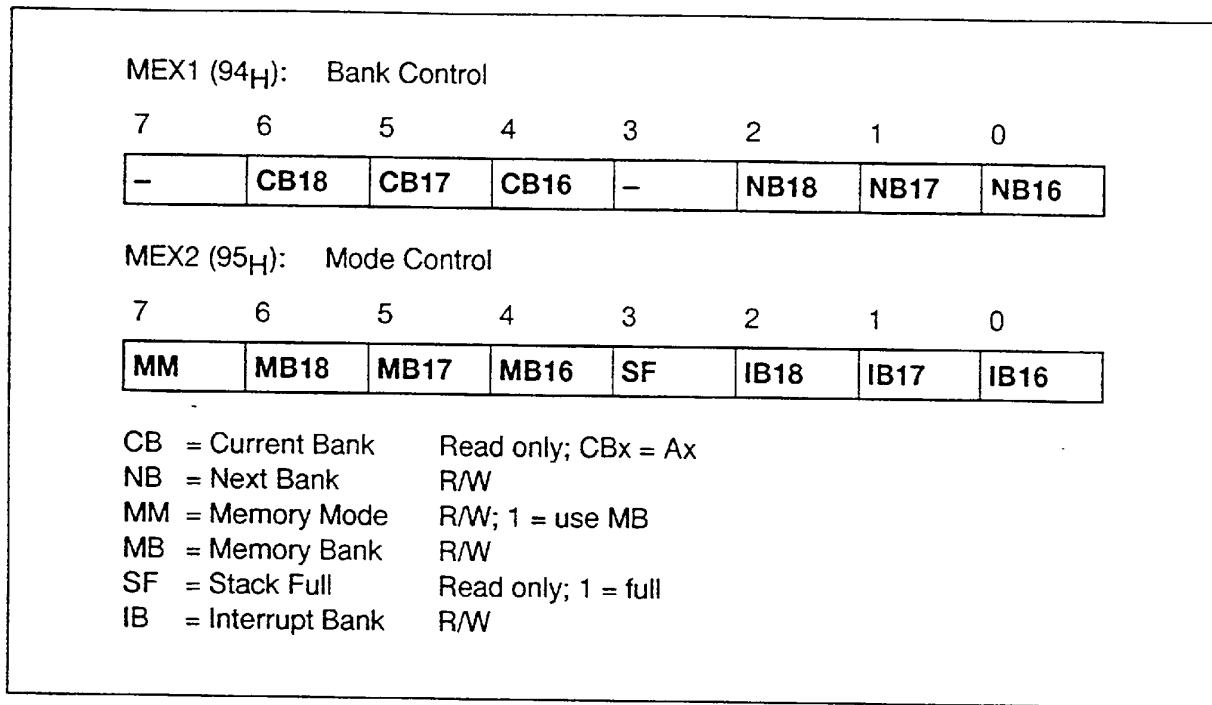 MEX1 (94H): Bank Control
7 6 5 4 3 2 1 0
– CB18 CB17 CB16 – NB18 NB17 NB16
MEX2 (95H): Mode Control
7 6 5 4 3 2 1 0
MM MB18 MB17 MB16 SF IB18 IB17 IB16
CB = Current Bank Read only; CBx = Ax
NB = Next Bank R/W
MM = Memory Mode R/W; 1 = use MB
MB = Memory Bank R/W
SF = Stack Full Read only; 1 = full
IB = Interrupt Bank R/W